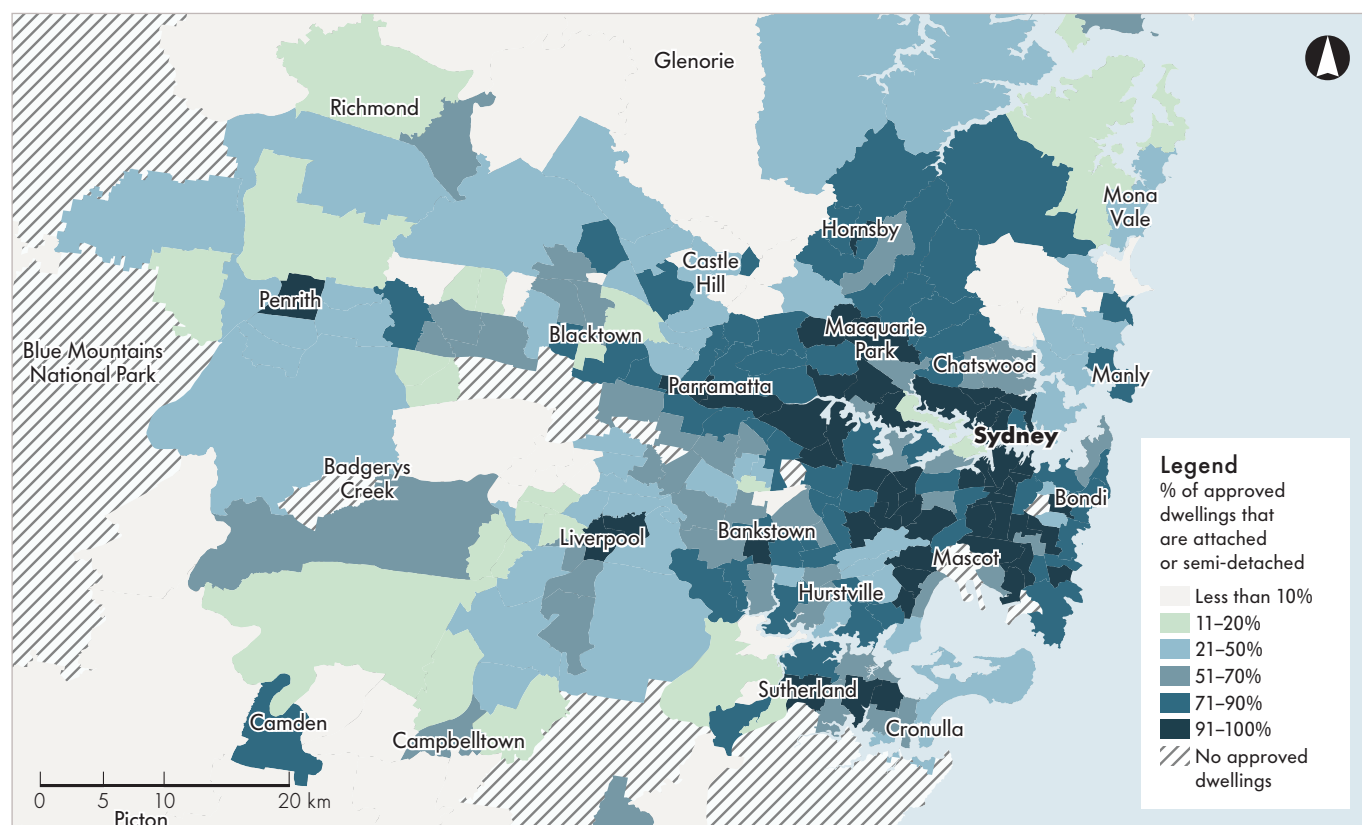 Glenorie
Richmond
Mona
Vale
Hornsby
Castle
Hill
Penrith
Blacktown
Macquarie
Park
Blue Mountains
National Park
Chatswood
Parramatta
Manly
Sydney
Badgerys
Creek
Bondi
Liverpool
Bankstown
Mascot
Hurstville
Sutherland
Camden
Campbelltown
Cronulla
0 5 10 20 km
Picton
Legend
% of approved
dwellings that
are attached
or semi-detached
Less than 10%
11–20%
21–50%
51–70%
71–90%
91–100%
No approved
dwellings